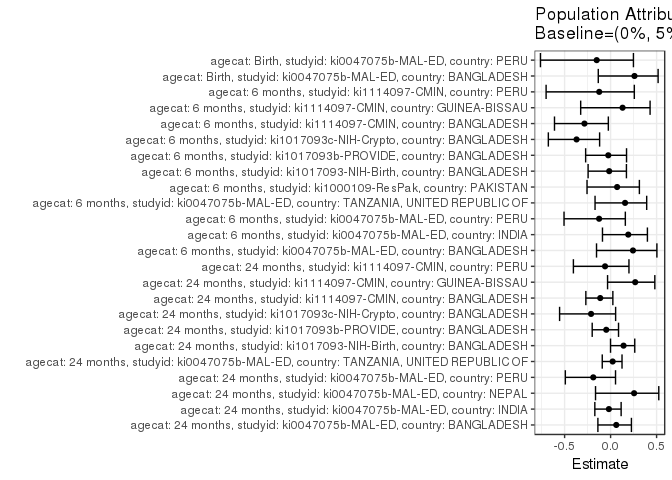 Population Attribu
Baseline=(0%, 5%
agecat: Birth, studyid: ki0047075b-MAL-ED, country: PERU
agecat: Birth, studyid: ki0047075b-MAL-ED, country: BANGLADESH
agecat: 6 months, studyid: ki1114097-CMIN, country: PERU
agecat: 6 months, studyid: ki1114097-CMIN, country: GUINEA-BISSAU
agecat: 6 months, studyid: ki1114097-CMIN, country: BANGLADESH
agecat: 6 months, studyid: ki1017093c-NIH-Crypto, country: BANGLADESH
agecat: 6 months, studyid: ki1017093b-PROVIDE, country: BANGLADESH
agecat: 6 months, studyid: ki1017093-NIH-Birth, country: BANGLADESH
agecat: 6 months, studyid: ki1000109-ResPak, country: PAKISTAN
agecat: 6 months, studyid: ki0047075b-MAL-ED, country: TANZANIA, UNITED REPUBLIC OF
agecat: 6 months, studyid: ki0047075b-MAL-ED, country: PERU
agecat: 6 months, studyid: ki0047075b-MAL-ED, country: INDIA
agecat: 6 months, studyid: ki0047075b-MAL-ED, country: BANGLADESH
agecat: 24 months, studyid: ki1114097-CMIN, country: PERU
agecat: 24 months, studyid: ki1114097-CMIN, country: GUINEA-BISSAU
agecat: 24 months, studyid: ki1114097-CMIN, country: BANGLADESH
agecat: 24 months, studyid: ki1017093c-NIH-Crypto, country: BANGLADESH
agecat: 24 months, studyid: ki1017093b-PROVIDE, country: BANGLADESH
agecat: 24 months, studyid: ki1017093-NIH-Birth, country: BANGLADESH
agecat: 24 months, studyid: ki0047075b-MAL-ED, country: TANZANIA, UNITED REPUBLIC OF
agecat: 24 months, studyid: ki0047075b-MAL-ED, country: PERU
agecat: 24 months, studyid: ki0047075b-MAL-ED, country: NEPAL
agecat: 24 months, studyid: ki0047075b-MAL-ED, country: INDIA
agecat: 24 months, studyid: ki0047075b-MAL-ED, country: BANGLADESH
-0.5 0.0 0.5
Estimate